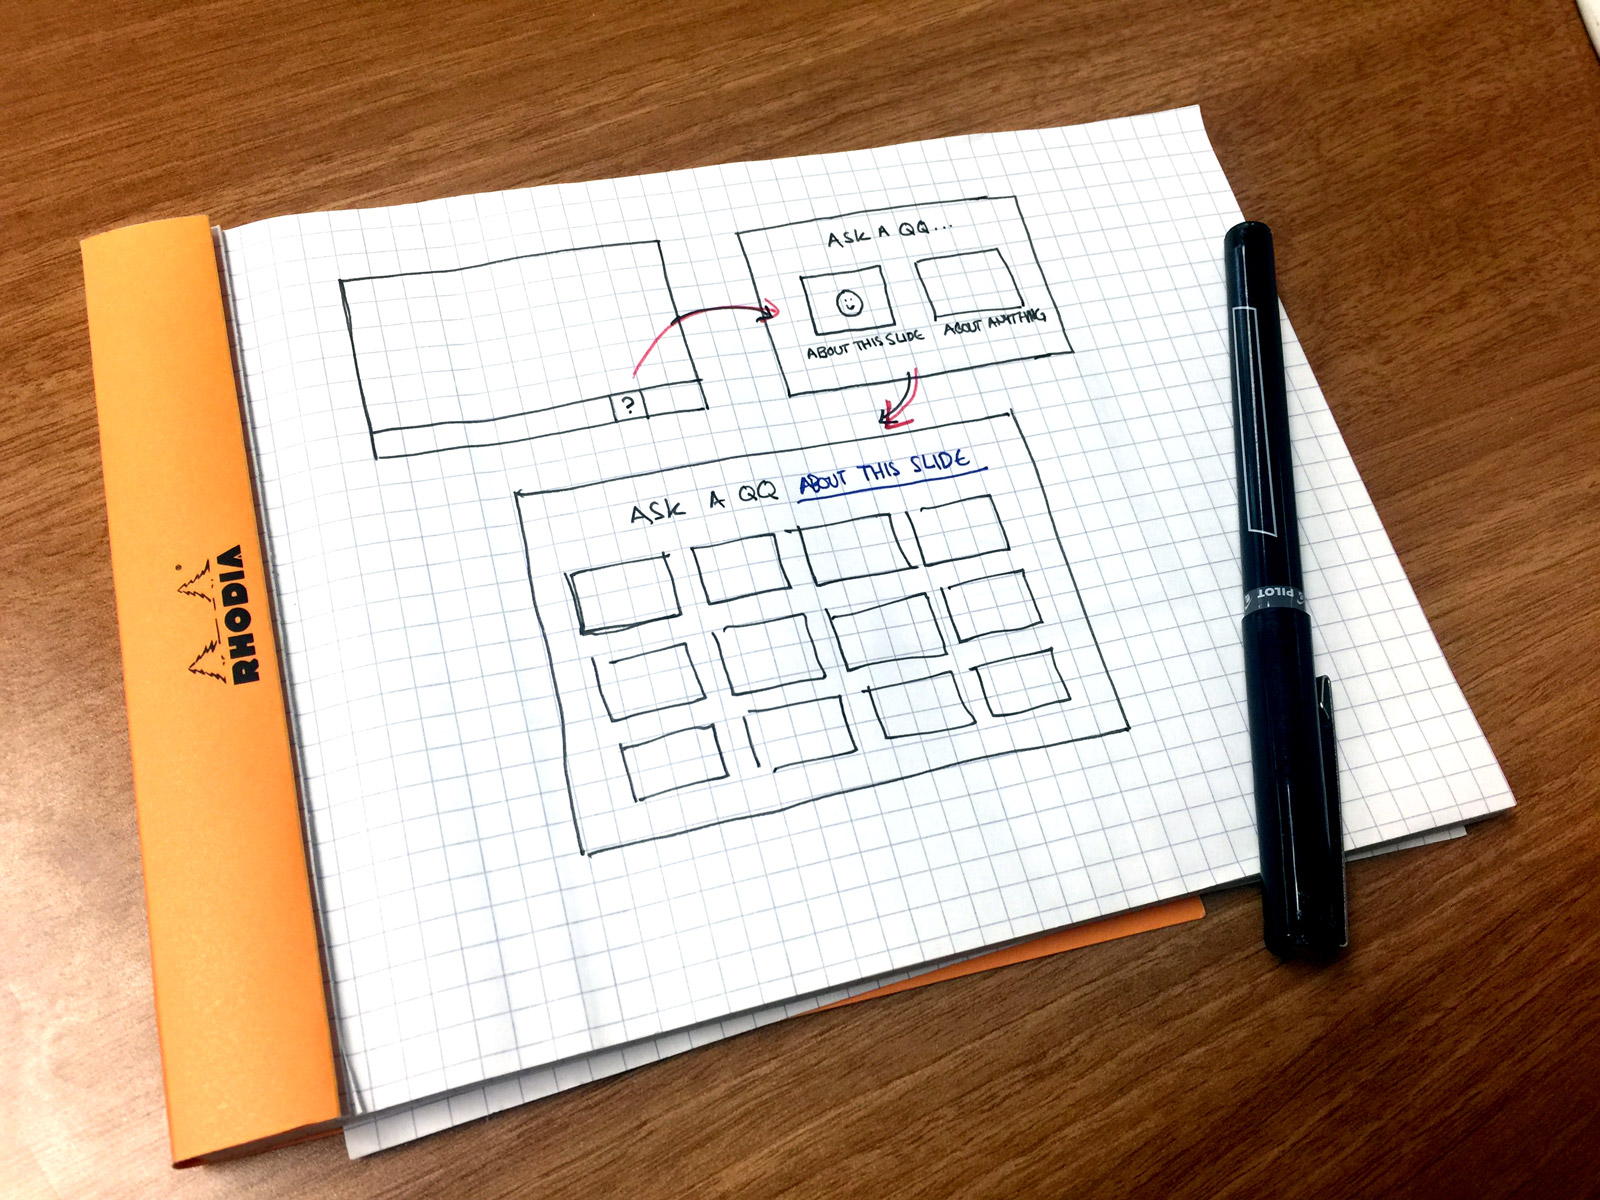 ?
ASK A QQ...
ABOUT THIS SLIDE
ABOUT ANYTHING
ASK A QQ ABOUT THIS SLIDE
RHODIA
PILOT